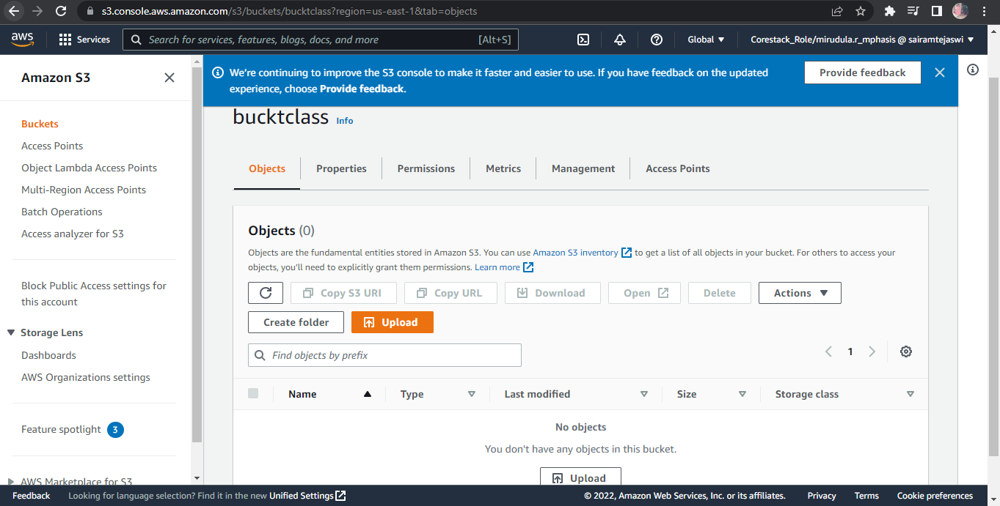 s3.console.aws.amazon.com/s3/buckets/bucktclass?region=us-east-1&tab=objects
aws
Services
Search for services, features, blogs, docs, and more
[Alt+S]
Global
Corestack_Role/mirudula.r_mphasis @ sairamtejaswi
Amazon S3
Buckets
Access Points
Object Lambda Access Points
Multi-Region Access Points
Batch Operations
Access analyzer for S3
Block Public Access settings for
this account
Storage Lens
Dashboards
AWS Organizations settings
Feature spotlight 3
AWS Marketplace for S3
We're continuing to improve the S3 console to make it faster and easier to use. If you have feedback on the updated
experience, choose Provide feedback.
Provide feedback
bucktclass Info
Objects Properties Permissions Metrics Management Access Points
Objects (0)
Objects are the fundamental entities stored in Amazon S3. You can use Amazon S3 inventory to get a list of all objects in your bucket. For others to access your
objects, you'll need to explicitly grant them permissions. Learn more
Copy S3 URI Copy URL Download Open Delete Actions
Create folder Upload
Find objects by prefix
1
Name Type Last modified Size Storage class
No objects
You don't have any objects in this bucket.
Upload
Feedback Looking for language selection? Find it in the new Unified Settings © 2022, Amazon Web Services, Inc. or its affiliates. Privacy Terms Cookie preferences